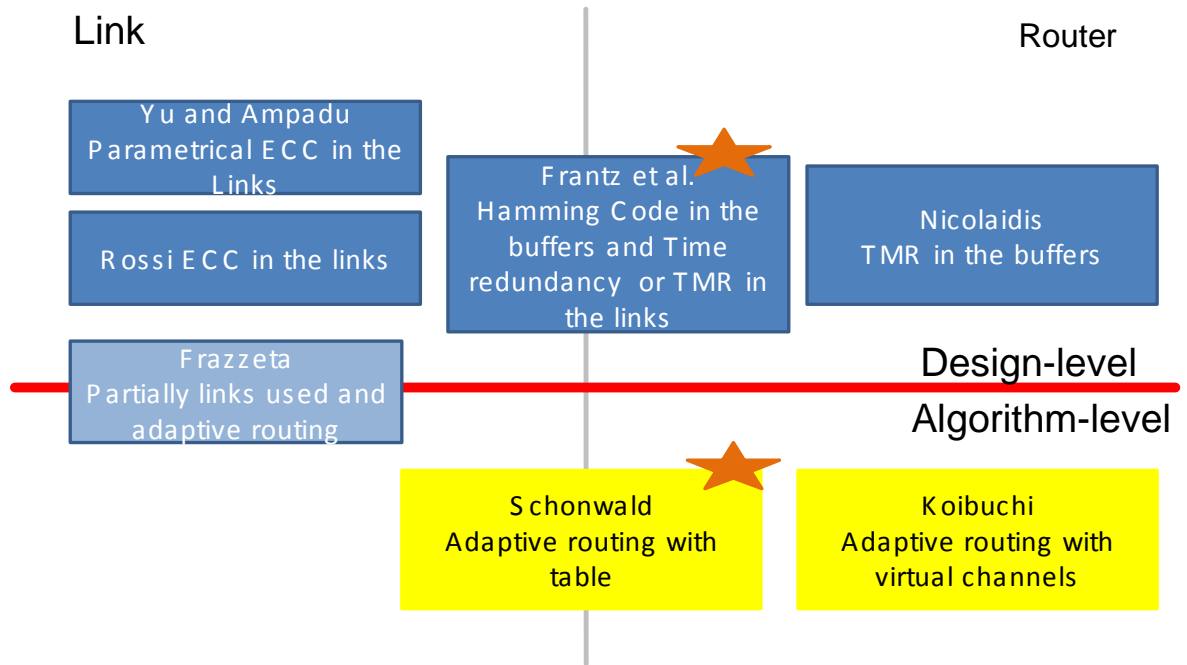 Link
Router
Yu and Ampadu
Parametrical ECC in the
Links
Rossi ECC in the links
Frantz et al.
Hamming Code in the
buffers and Time
redundancy or TMR in
the links
Nicolaidis
TMR in the buffers
Frazzeta
Partially links used and
adaptive routing
Design-level
Algorithm-level
Schonwald
Adaptive routing with
table
Koibuchi
Adaptive routing with
virtual channels